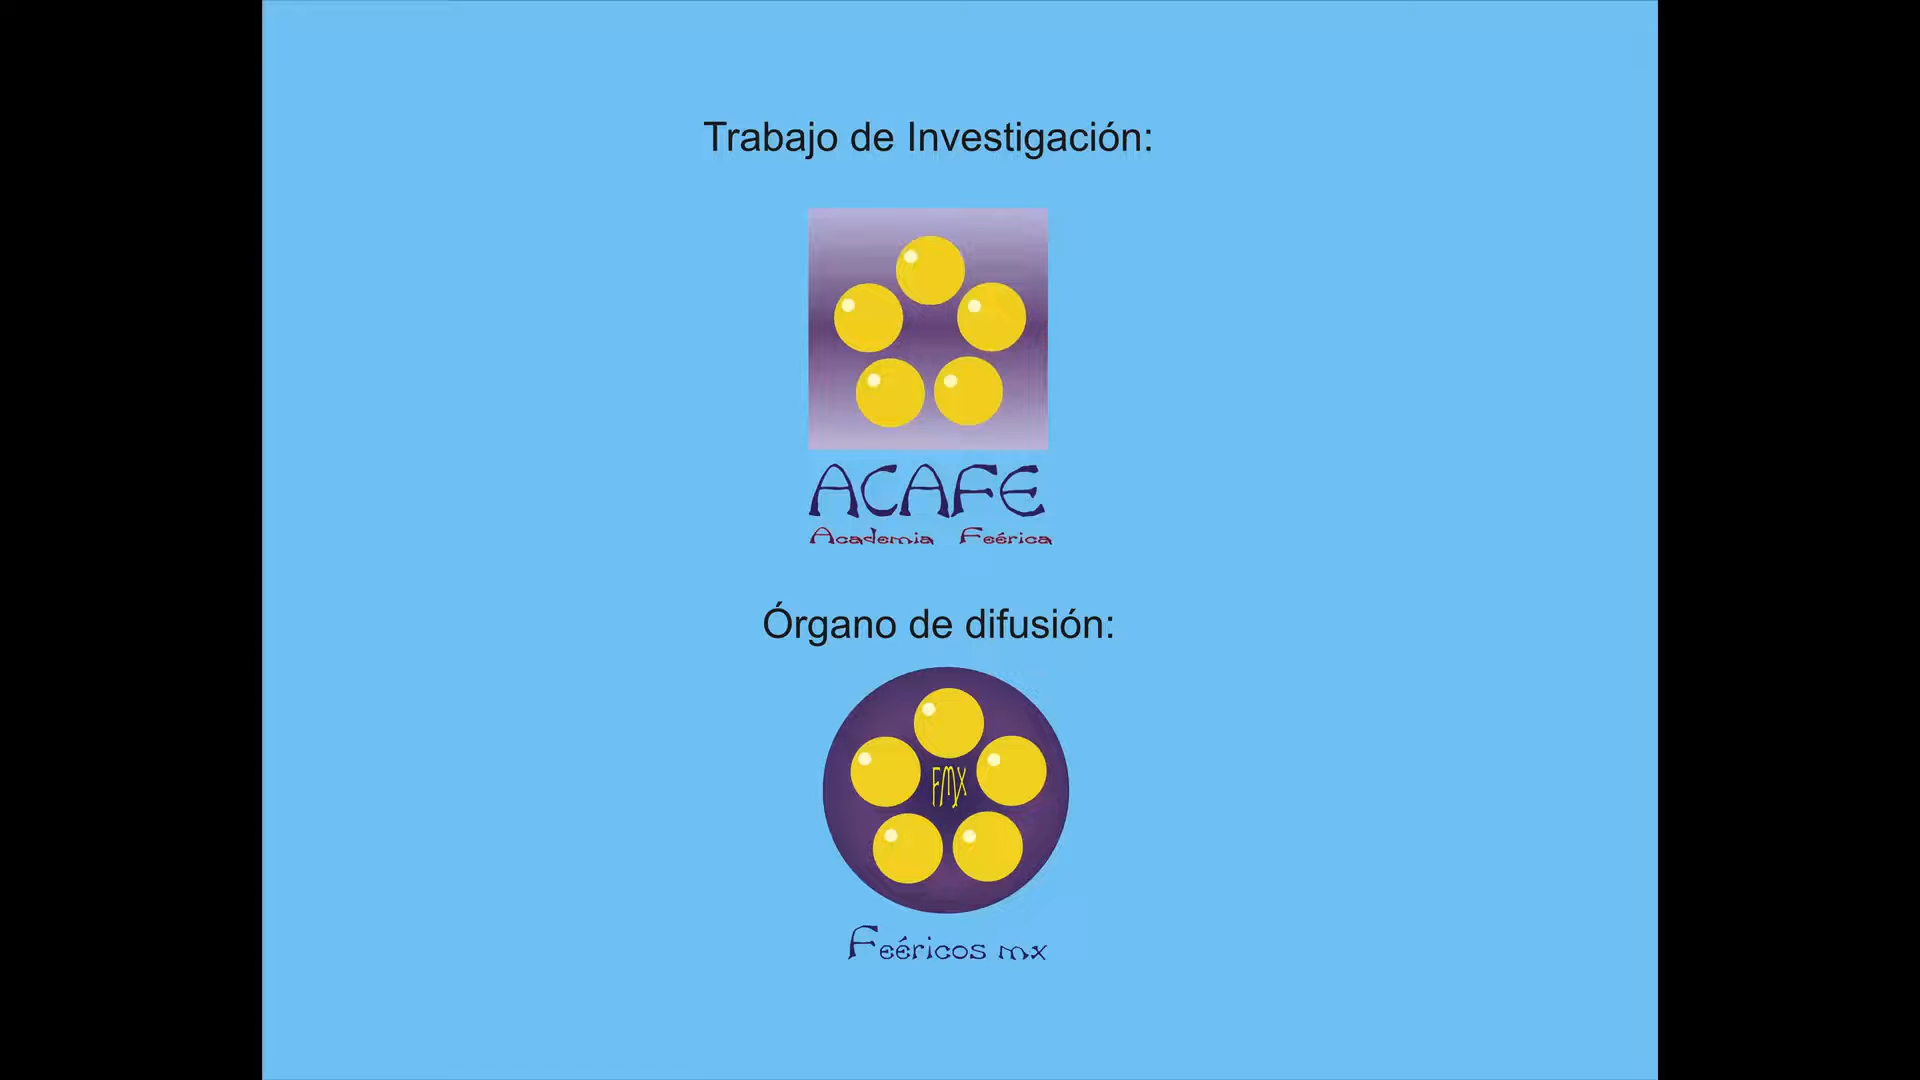 Trabajo de Investigación:
ACAFE
Academia Feérica
Órgano de difusión:
FMX
Feéricos mx